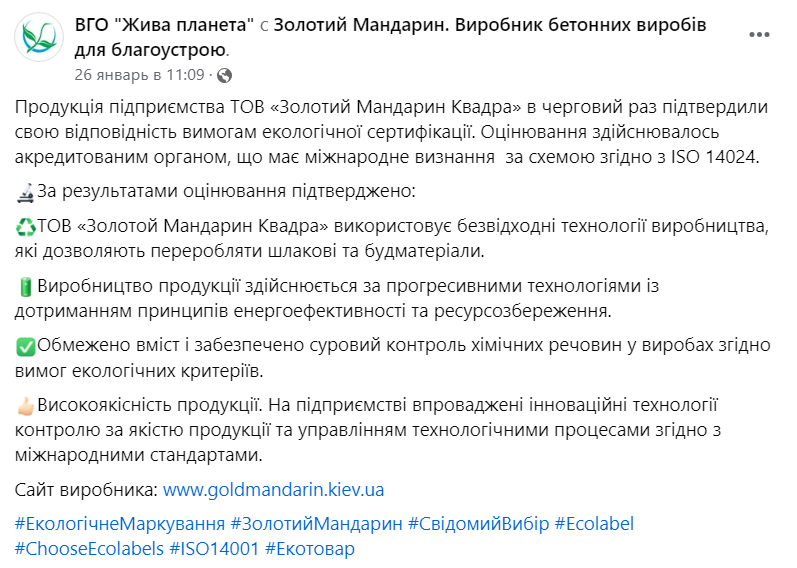 ВГО "Жива планета" с Золотий Мандарин. Виробник бетонних виробів
для благоустрою.
26 январь в 11:09 ·
Продукція підприємства ТОВ «Золотий Мандарин Квадра» в черговий раз підтвердили
свою відповідність вимогам екологічної сертифікації. Оцінювання здійснювалось
акредитованим органом, що має міжнародне визнання за схемою згідно з ISO 14024.
🔬За результатами оцінювання підтверджено:
♻️ТОВ «Золотой Мандарин Квадра» використовує безвідходні технології виробництва,
які дозволяють переробляти шлакові та будматеріали.
🔋Виробництво продукції здійснюється за прогресивними технологіями із
дотриманням принципів енергоефективності та ресурсозбереження.
✅Обмежено вміст і забезпечено суровий контроль хімічних речовин у виробах згідно
вимог екологічних критеріїв.
👍🏻Високоякісність продукції. На підприємстві впроваджені інноваційні технології
контролю за якістю продукції та управлінням технологічними процесами згідно з
міжнародними стандартами.
Сайт виробника: www.goldmandarin.kiev.ua
#ЕкологічнеМаркування #ЗолотийМандарин #СвідомийВибір #Ecolabel
#ChooseEcolabels #ISO14001 #Екотовар